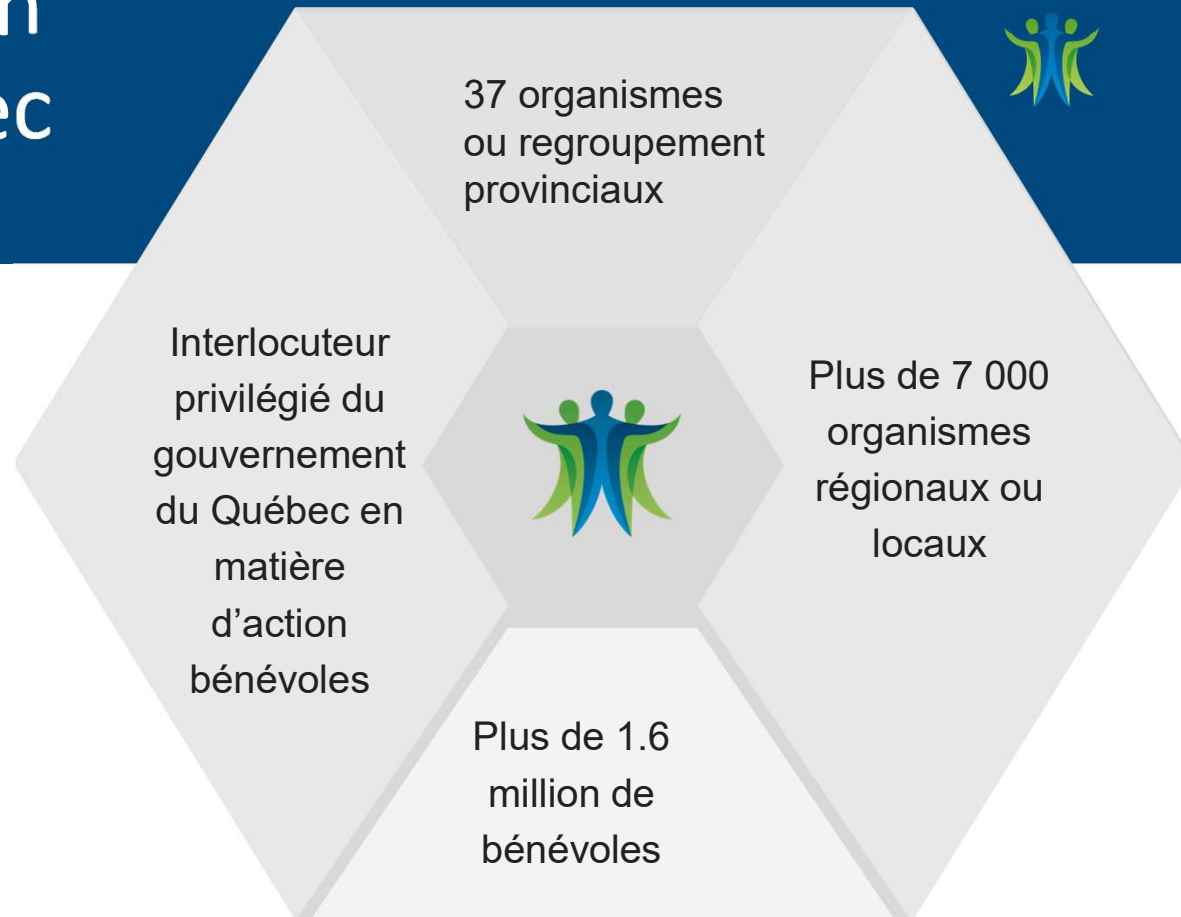 37 organismes
ou regroupement
provinciaux
Interlocuteur
privilégié du
gouvernement
du Québec en
matière
d’action
bénévoles
Plus de 7 000
organismes
régionaux ou
locaux
Plus de 1.6
million de
bénévoles